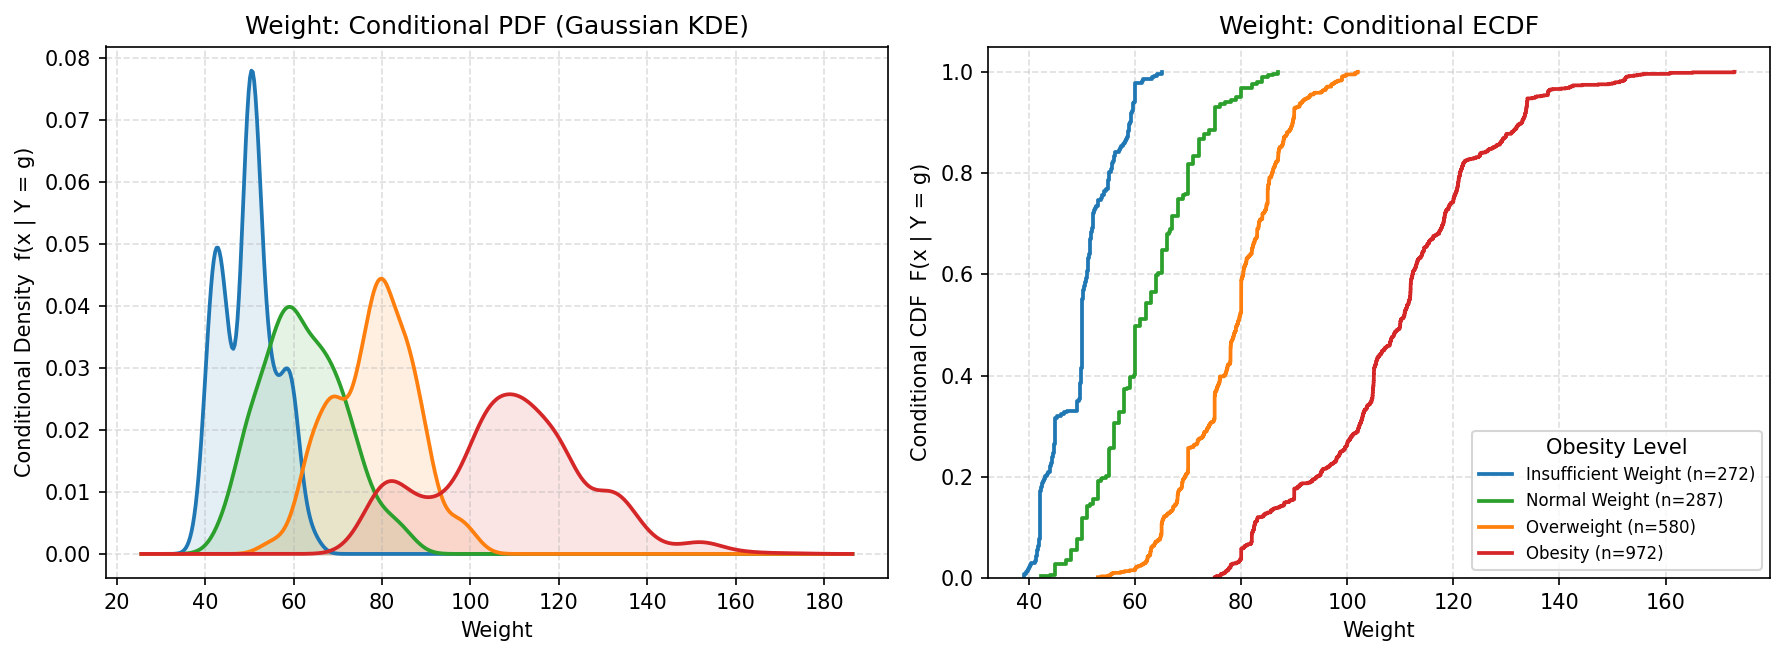 Weight: Conditional PDF (Gaussian KDE)
Conditional Density f(x | Y = g)
0.08
0.07
0.06
0.05
0.04
0.03
0.02
0.01
0.00
20 40 60 80 100 120 140 160 180
Weight
Weight: Conditional ECDF
Conditional CDF F(x | Y = g)
1.0
0.8
0.6
0.4
0.2
0.0
Obesity Level
Insufficient Weight (n=272)
Normal Weight (n=287)
Overweight (n=580)
Obesity (n=972)
40 60 80 100 120 140 160
Weight